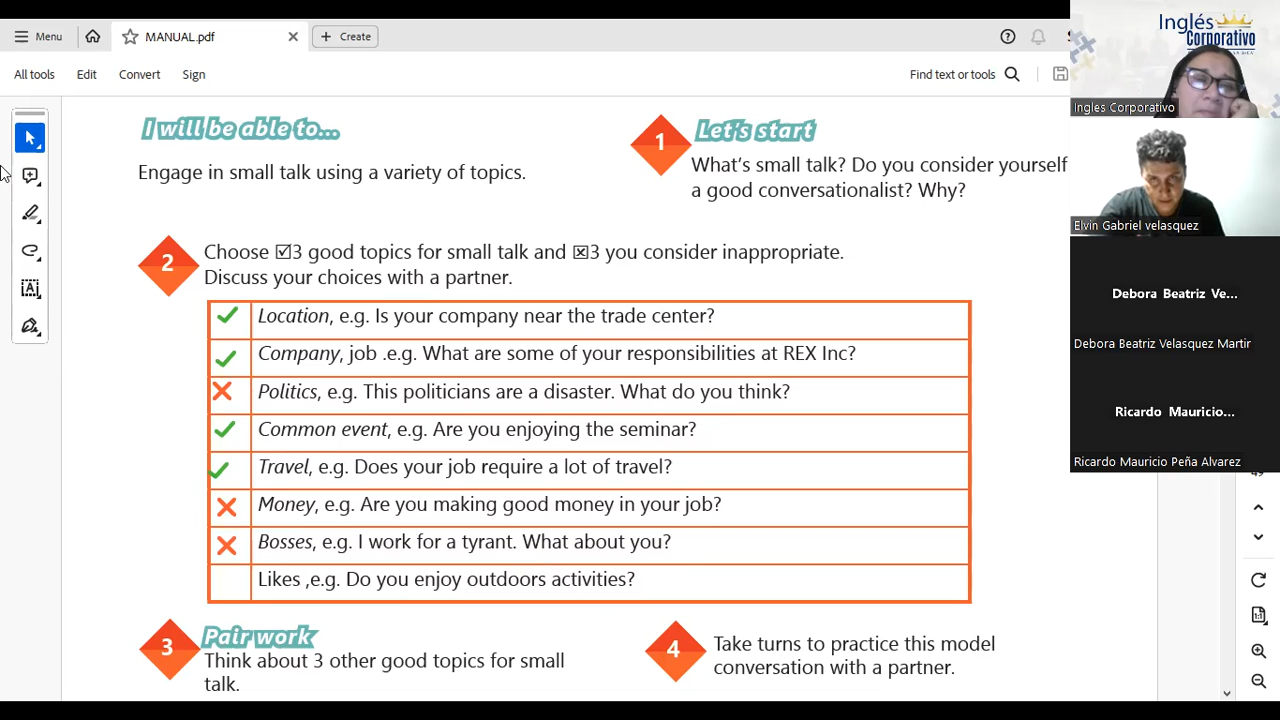 Menu
MANUAL.pdf
Create
All tools
Edit
Convert
Sign
Find text or tools
I will be able to...
Engage in small talk using a variety of topics.
1
Let's start
What's small talk? Do you consider yourself
a good conversationalist? Why?
2
Choose ☑3 good topics for small talk and ☒3 you consider inappropriate.
Discuss your choices with a partner.
Location, e.g. Is your company near the trade center?
Company, job .e.g. What are some of your responsibilities at REX Inc?
Politics, e.g. This politicians are a disaster. What do you think?
Common event, e.g. Are you enjoying the seminar?
Travel, e.g. Does your job require a lot of travel?
Money, e.g. Are you making good money in your job?
Bosses, e.g. I work for a tyrant. What about you?
Likes ,e.g. Do you enjoy outdoors activities?
3
Pair work
Think about 3 other good topics for small
talk.
4
Take turns to practice this model
conversation with a partner.
Inglés
Corporativo
Ingles Corporativo
Elvin Gabriel velasquez
Debora Beatriz Ve...
Debora Beatriz Velasquez Martir
Ricardo Mauricio...
Ricardo Mauricio Peña Alvarez